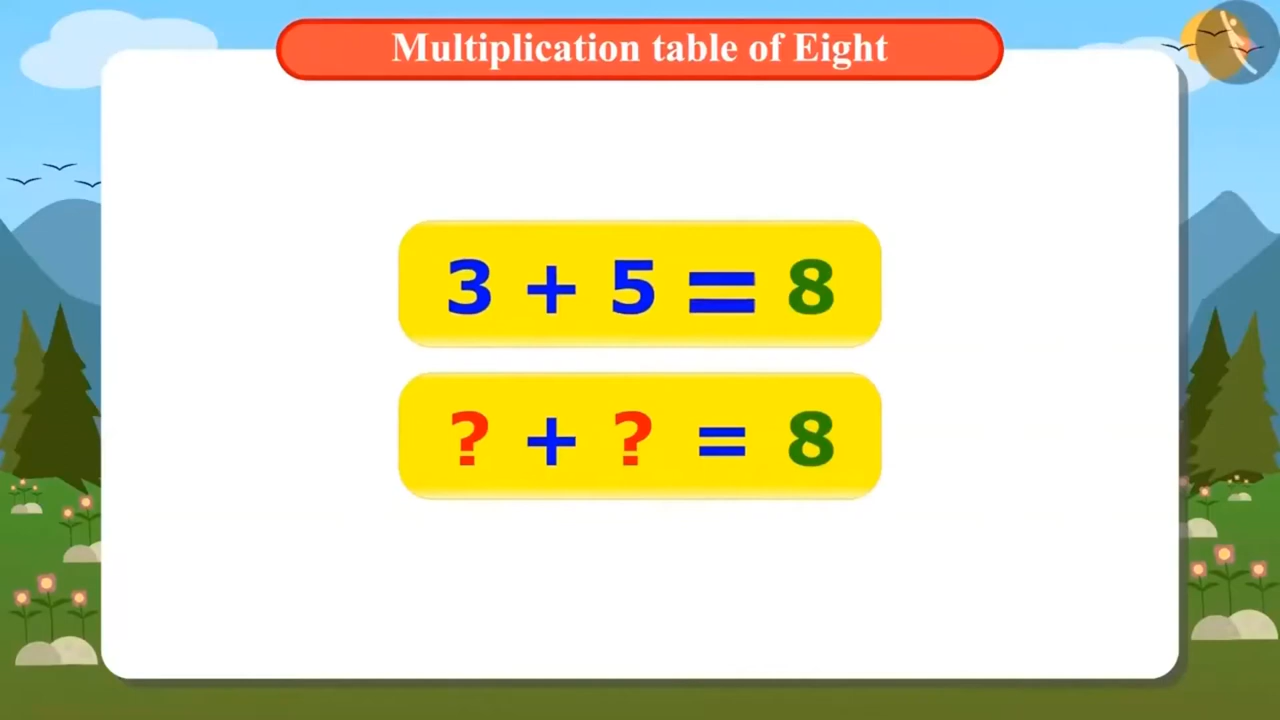 Multiplication table of Eight
3 + 5 = 8
? + ? = 8